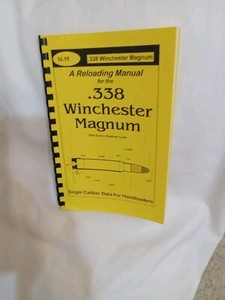 $6.95
.338 Winchester Magnum
A Reloading Manual
for the
.338
Winchester
Magnum
Single Caliber Data For Handloaders